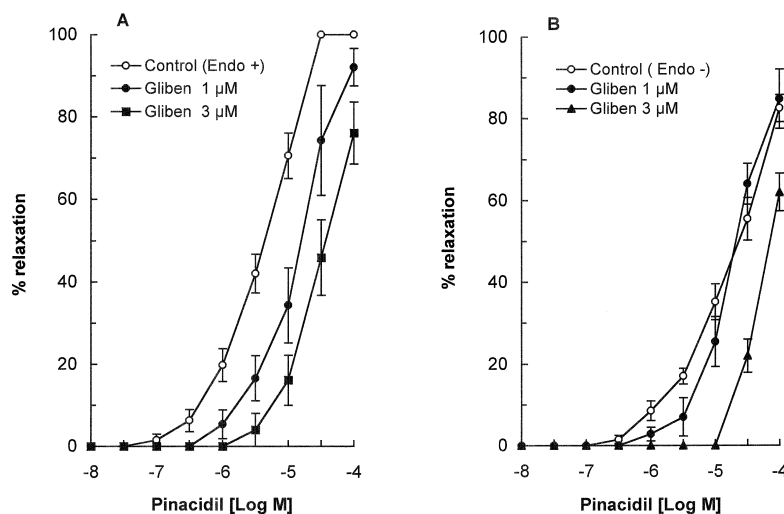 A
Control (Endo +)
Gliben 1 µM
Gliben 3 µM
% relaxation
100
80
60
40
20
0
-8
-7
-6
-5
-4
Pinacidil [Log M]
B
Control ( Endo -)
Gliben 1 µM
Gliben 3 µM
% relaxation
100
80
60
40
20
0
-8
-7
-6
-5
-4
Pinacidil [Log M]